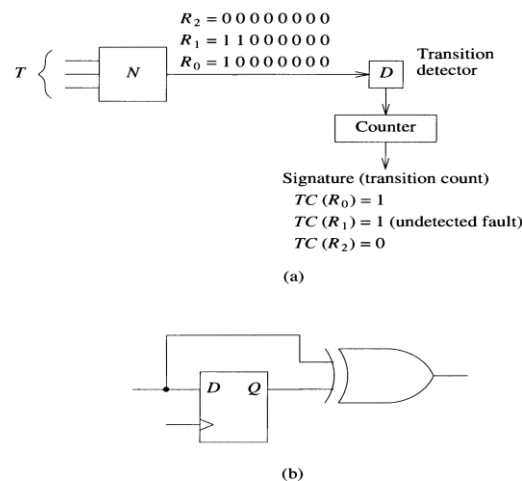 R₂ = 0 0 0 0 0 0 0 0
R₁ = 1 1 0 0 0 0 0 0
R₀ = 1 0 0 0 0 0 0 0
T
N
D
Transition
detector
Counter
Signature (transition count)
TC (R₀) = 1
TC (R₁) = 1 (undetected fault)
TC (R₂) = 0
(a)
D Q
(b)